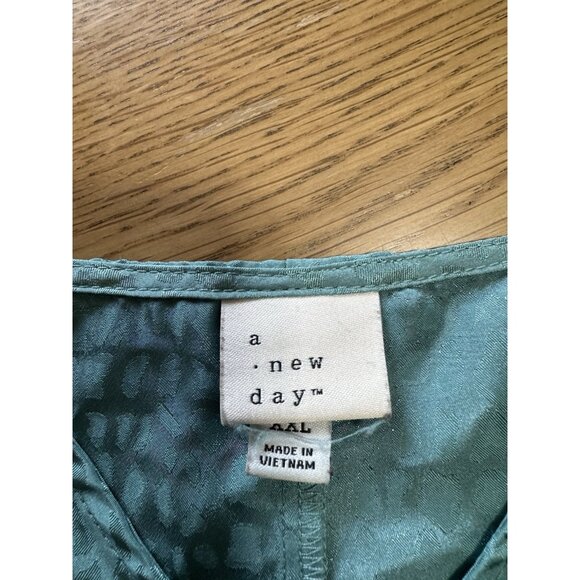 a
· new
day™
XXL
MADE IN
VIETNAM